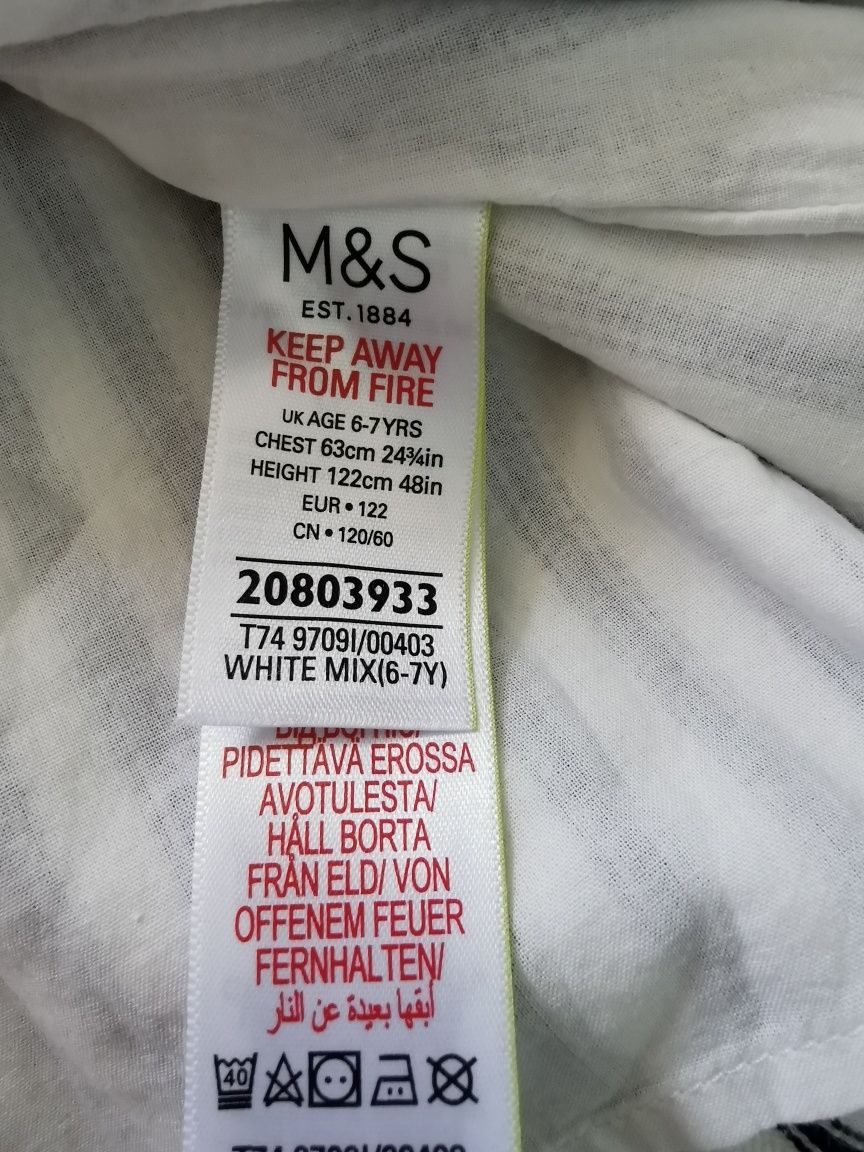 M&S
EST. 1884
KEEP AWAY
FROM FIRE
UK AGE 6-7YRS
CHEST 63cm 24¾in
HEIGHT 122cm 48in
EUR • 122
CN • 120/60
20803933
T74 9709I/00403
WHITE MIX(6-7Y)
PIDETTÄVÄ EROSSA
AVOTULESTA/
HÅLL BORTA
FRÅN ELD/ VON
OFFENEM FEUER
FERNHALTEN/
أبقها بعيدة عن النار
40